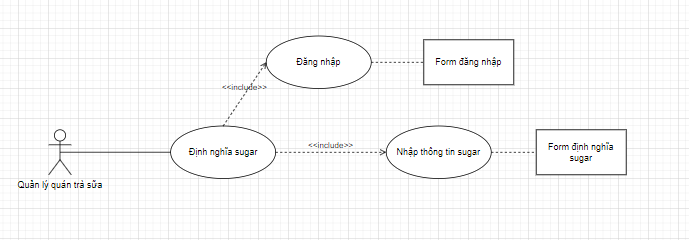 Đăng nhập
Form đăng nhập
<<include>>
Định nghĩa sugar
<<include>>
Nhập thông tin sugar
Form định nghĩa
sugar
Quản lý quán trà sữa